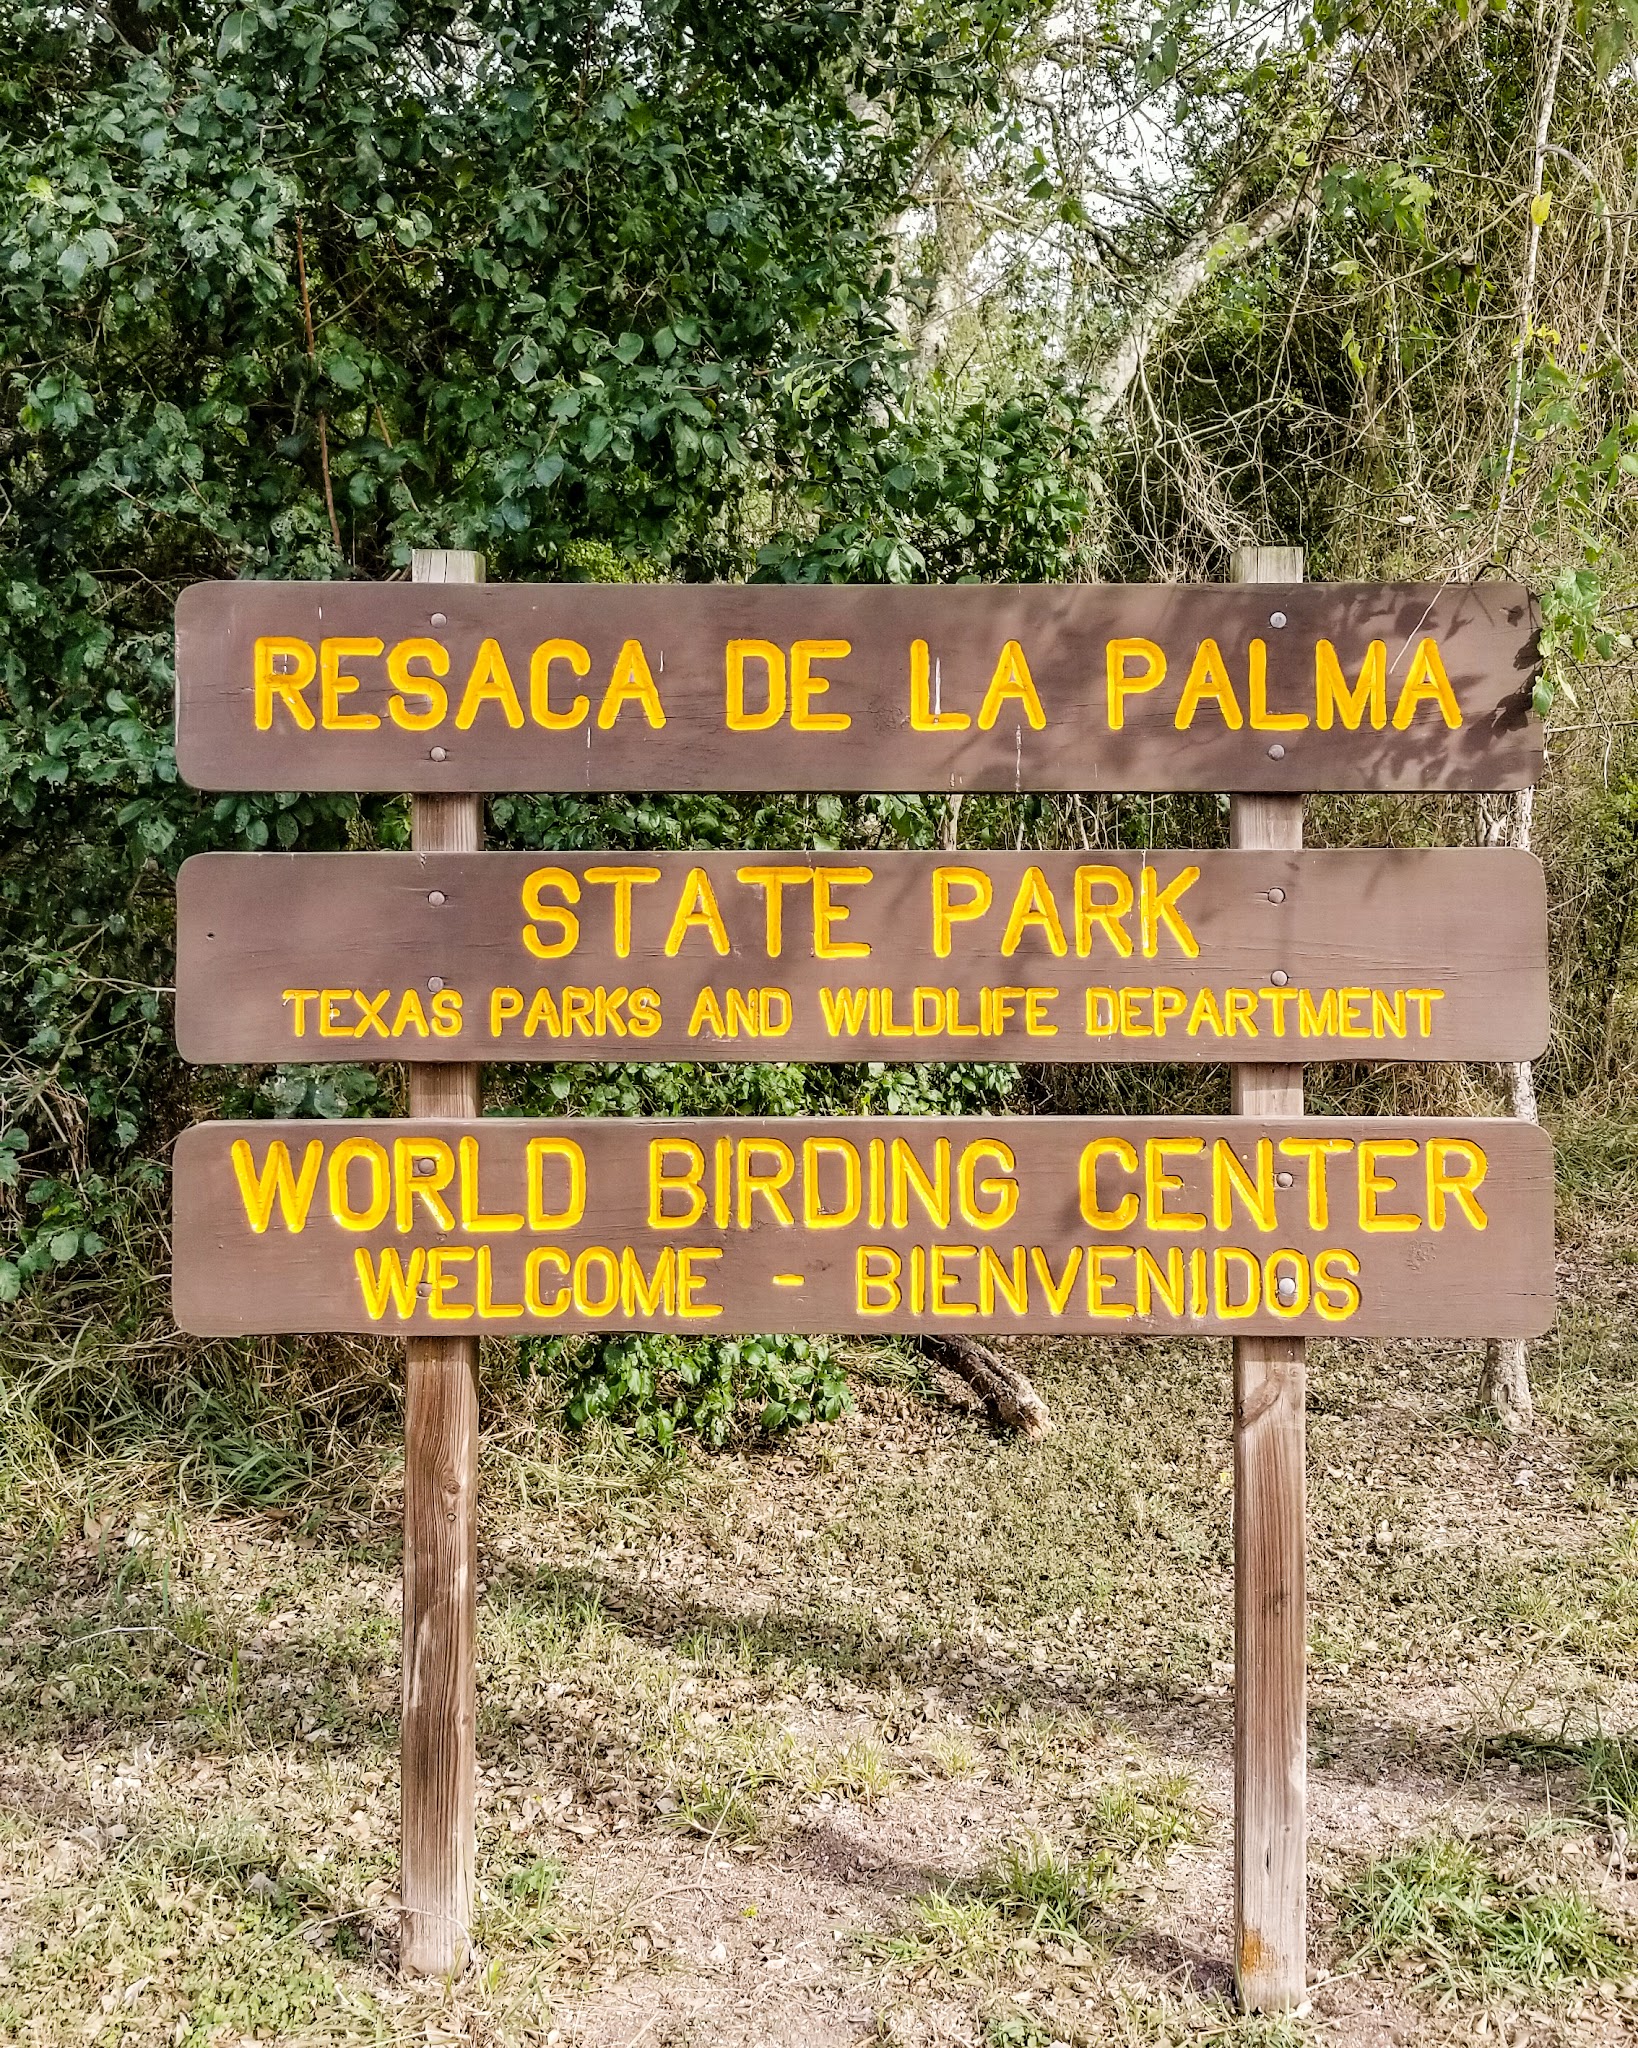 RESACA DE LA PALMA
STATE PARK
TEXAS PARKS AND WILDLIFE DEPARTMENT
WORLD BIRDING CENTER
WELCOME - BIENVENIDOS